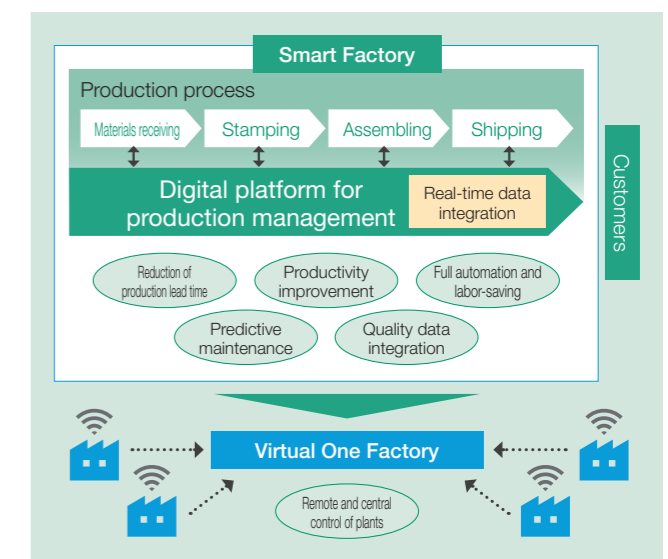 Smart Factory
Production process
Materials receiving
Stamping
Assembling
Shipping
Customers
Digital platform for
production management
Real-time data
integration
Reduction of
production lead time
Productivity
improvement
Full automation and
labor-saving
Predictive
maintenance
Quality data
integration
Virtual One Factory
Remote and central
control of plants